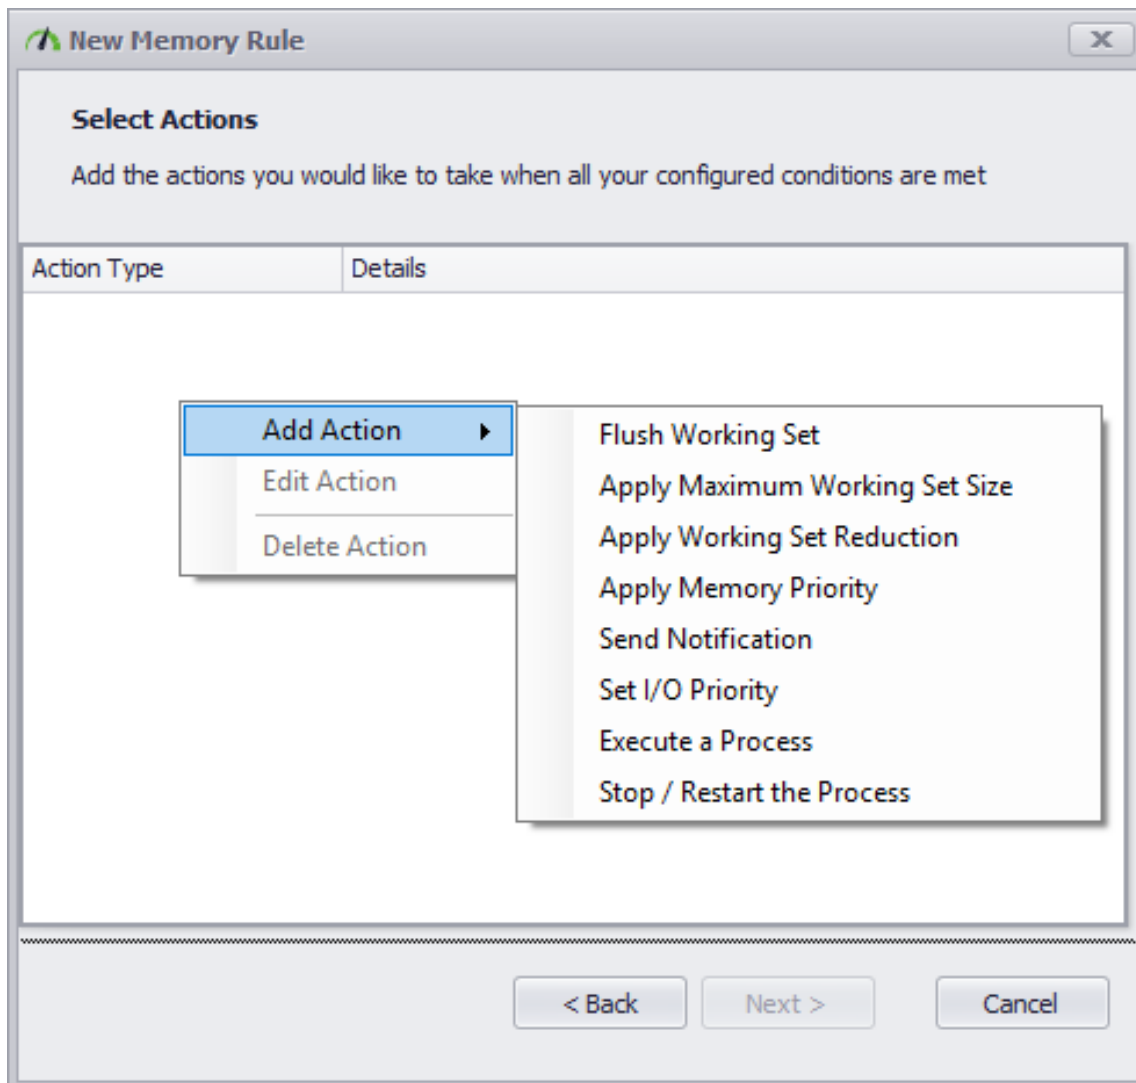 New Memory Rule
Select Actions
Add the actions you would like to take when all your configured conditions are met
Action Type Details
Add Action
Edit Action
Delete Action
Flush Working Set
Apply Maximum Working Set Size
Apply Working Set Reduction
Apply Memory Priority
Send Notification
Set I/O Priority
Execute a Process
Stop / Restart the Process
< Back Next > Cancel